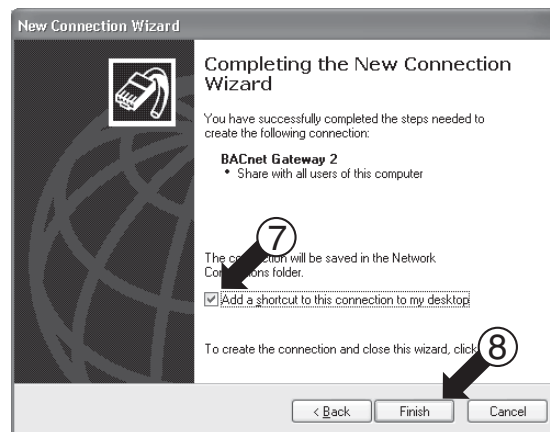 New Connection Wizard
Completing the New Connection
Wizard
You have successfully completed the steps needed to
create the following connection:
BACnet Gateway 2
• Share with all users of this computer
7
The will be saved in the Network
folder.
Add a shortcut to this connection to my desktop
To create the connection and close this wizard, click
8
< Back
Finish
Cancel